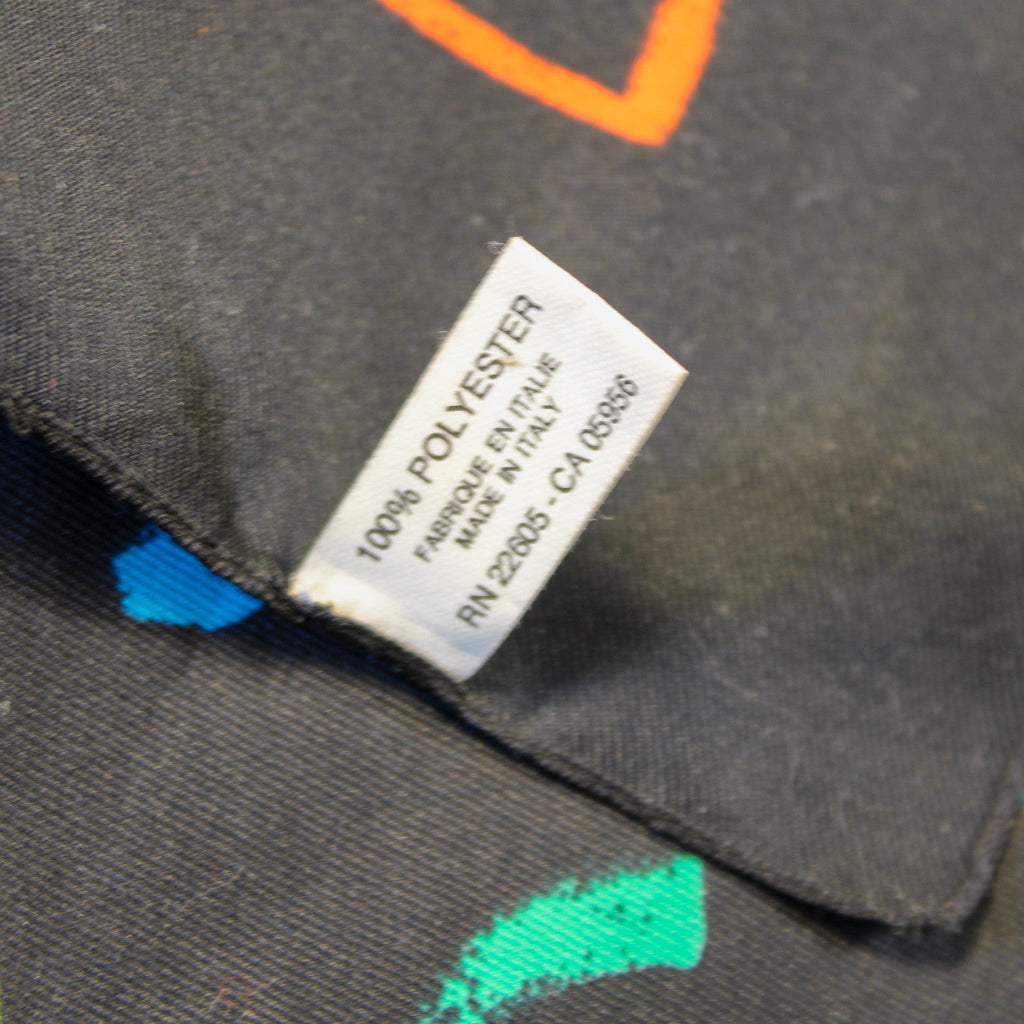 100% POLYESTER
FABRIQUE EN ITALIE
MADE IN ITALY
RN 22605 - CA 05956